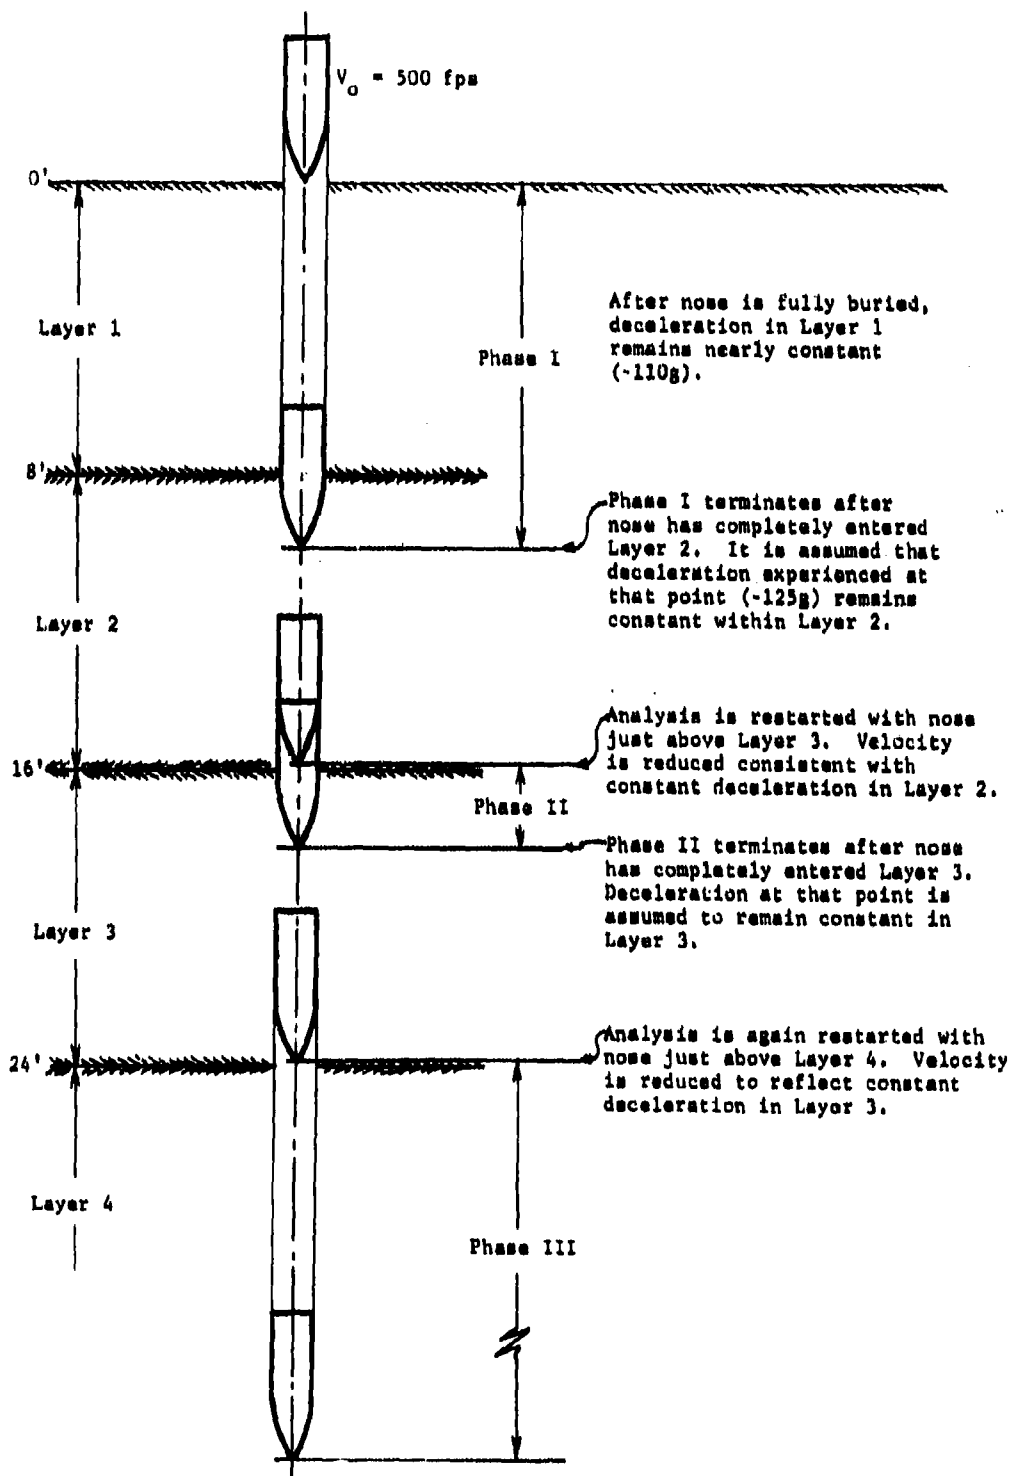 V₀ = 500 fps
0'
Layer 1
Phase I
After nose is fully buried,
deceleration in Layer 1
remains nearly constant
(~110g).
8'
Phase I terminates after
nose has completely entered
Layer 2. It is assumed that
deceleration experienced at
that point (~125g) remains
constant within Layer 2.
Layer 2
Analysis is restarted with nose
just above Layer 3. Velocity
is reduced consistent with
constant deceleration in Layer 2.
16'
Phase II
Phase II terminates after nose
has completely entered Layer 3.
Deceleration at that point is
assumed to remain constant in
Layer 3.
Layer 3
Analysis is again restarted with
nose just above Layer 4. Velocity
is reduced to reflect constant
deceleration in Layer 3.
24'
Layer 4
Phase III